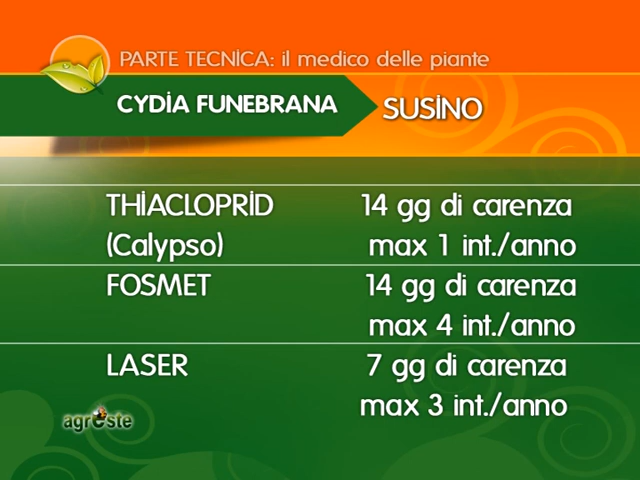 PARTE TECNICA: il medico delle piante
CYDIA FUNEBRANA
SUSINO
THIACLOPRID 14 gg di carenza
(Calypso) max 1 int./anno
FOSMET 14 gg di carenza
max 4 int./anno
LASER 7 gg di carenza
max 3 int./anno
agreste